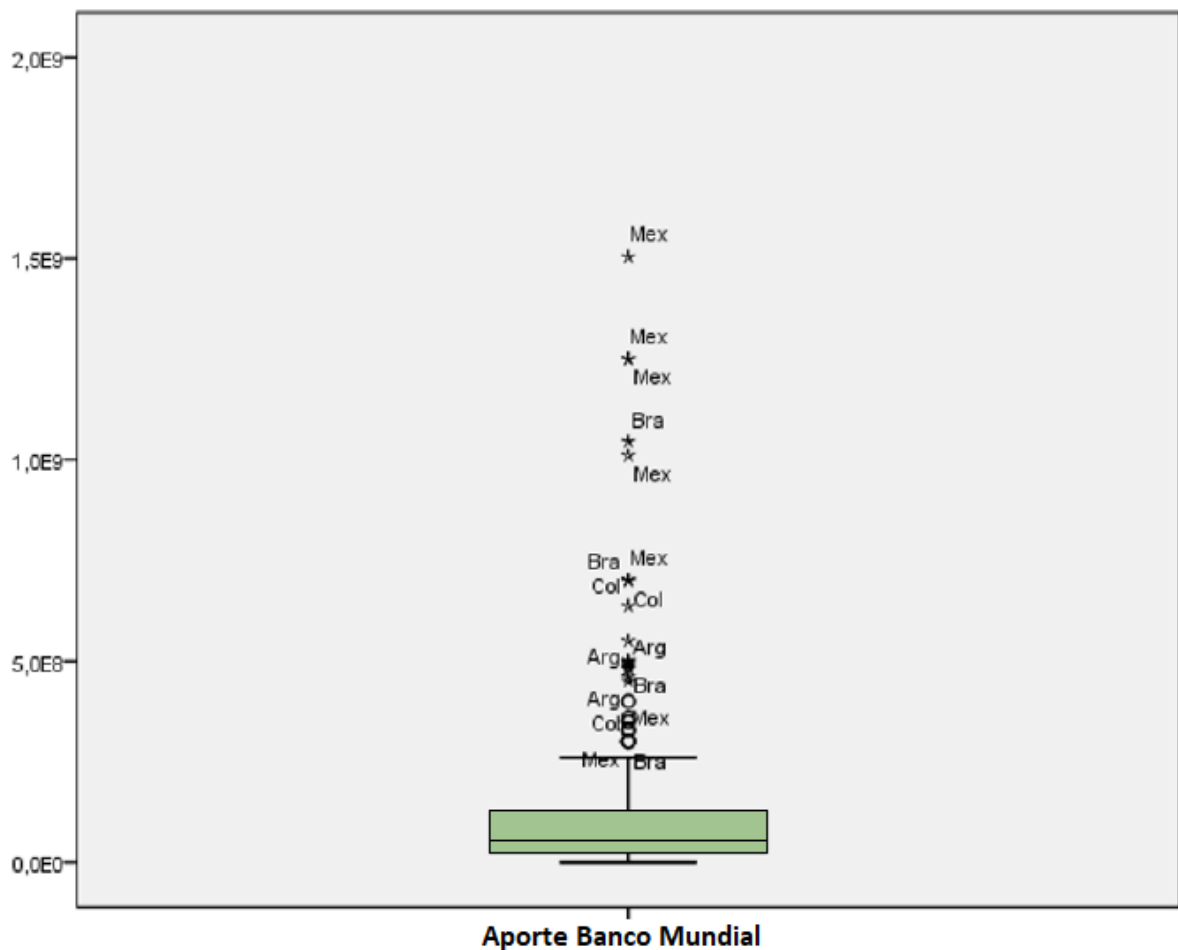 2,0E9
Mex
1,5E9
Mex
Mex
Bra
1,0E9
Mex
Bra Mex
Col
Col
Arg
Arg
5,0E8
Bra
Arg
Mex
Col
Mex Bra
0,0E0
Aporte Banco Mundial